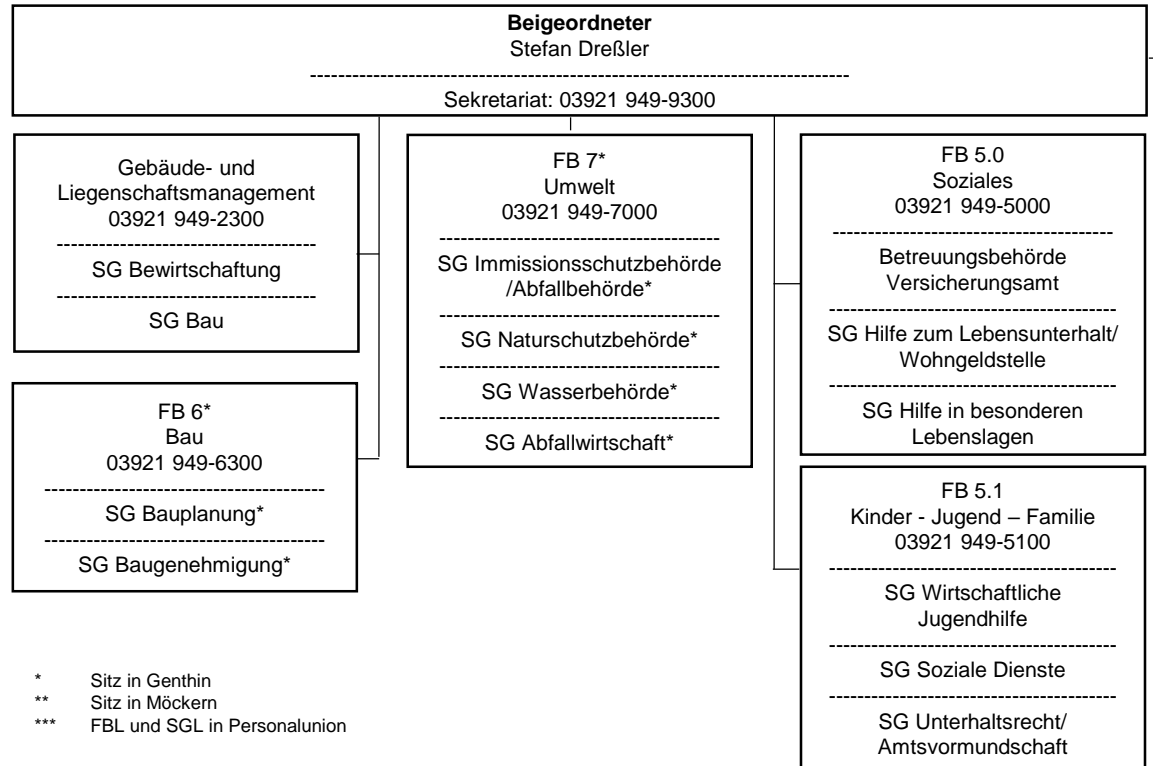 Beigeordneter
Stefan Dreßler
--------------------------------------------------------------------------
Sekretariat: 03921 949-9300
Gebäude- und
Liegenschaftsmanagement
03921 949-2300
-------------------------------------
SG Bewirtschaftung
-------------------------------------
SG Bau
FB 6*
Bau
03921 949-6300
----------------------------------------
SG Bauplanung*
----------------------------------------
SG Baugenehmigung*
FB 7*
Umwelt
03921 949-7000
----------------------------------------
SG Immissionsschutzbehörde
/Abfallbehörde*
----------------------------------------
SG Naturschutzbehörde*
----------------------------------------
SG Wasserbehörde*
----------------------------------------
SG Abfallwirtschaft*
FB 5.0
Soziales
03921 949-5000
----------------------------------------
Betreuungsbehörde
Versicherungsamt
-----------------------------------------
SG Hilfe zum Lebensunterhalt/
Wohngeldstelle
-----------------------------------------
SG Hilfe in besonderen
Lebenslagen
FB 5.1
Kinder - Jugend – Familie
03921 949-5100
-----------------------------------------
SG Wirtschaftliche
Jugendhilfe
-----------------------------------------
SG Soziale Dienste
-----------------------------------------
SG Unterhaltsrecht/
Amtsvormundschaft
* Sitz in Genthin
** Sitz in Möckern
*** FBL und SGL in Personalunion